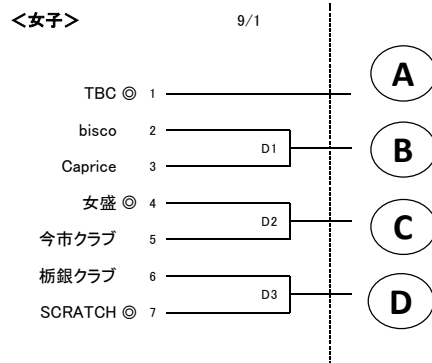 ＜女子＞ 9/1
A
TBC ◎ 1
bisco 2
D1 B
Caprice 3
女盛 ◎ 4
D2 C
今市クラブ 5
栃銀クラブ 6
D3 D
SCRATCH ◎ 7